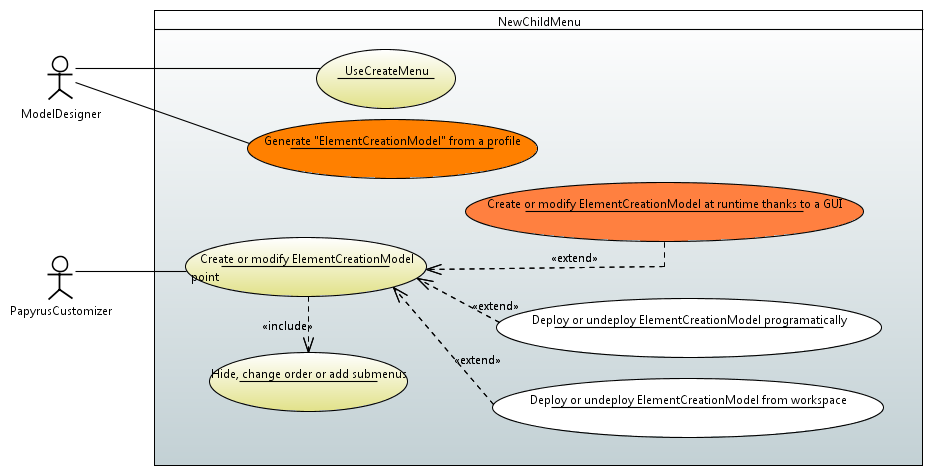 NewChildMenu
UseCreateMenu
ModelDesigner
Generate "ElementCreationModel" from a profile
Create or modify ElementCreationModel at runtime thanks to a GUI
Create or modify ElementCreationModel
point
«extend»
PapyrusCustomizer
«extend»
Deploy or undeploy ElementCreationModel programatically
«include»
«extend»
Hide, change order or add submenus
Deploy or undeploy ElementCreationModel from workspace